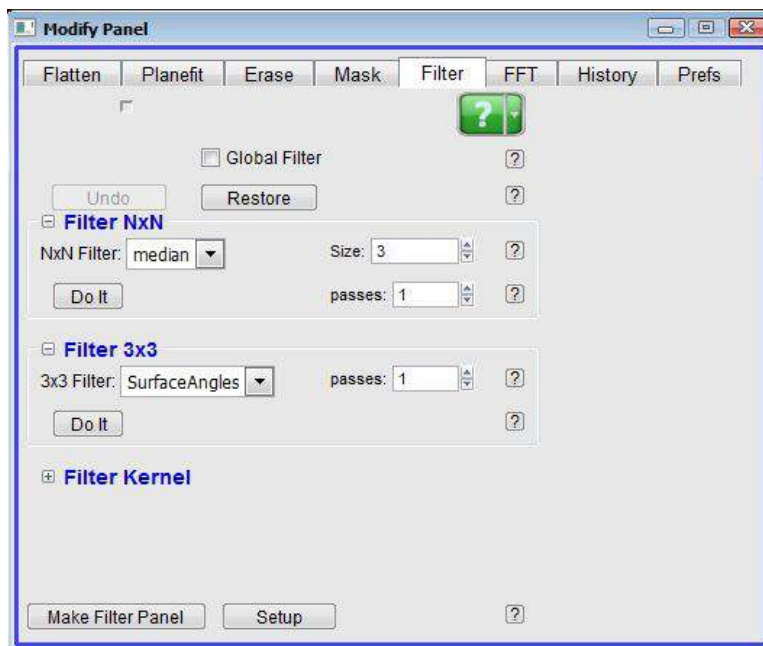 Modify Panel
Flatten Planefit Erase Mask Filter FFT History Prefs
?
Global Filter ?
Undo Restore ?
Filter NxN
NxN Filter: median Size: 3 ?
Do It passes: 1 ?
Filter 3x3
3x3 Filter: SurfaceAngles passes: 1 ?
Do It ?
Filter Kernel
Make Filter Panel Setup ?